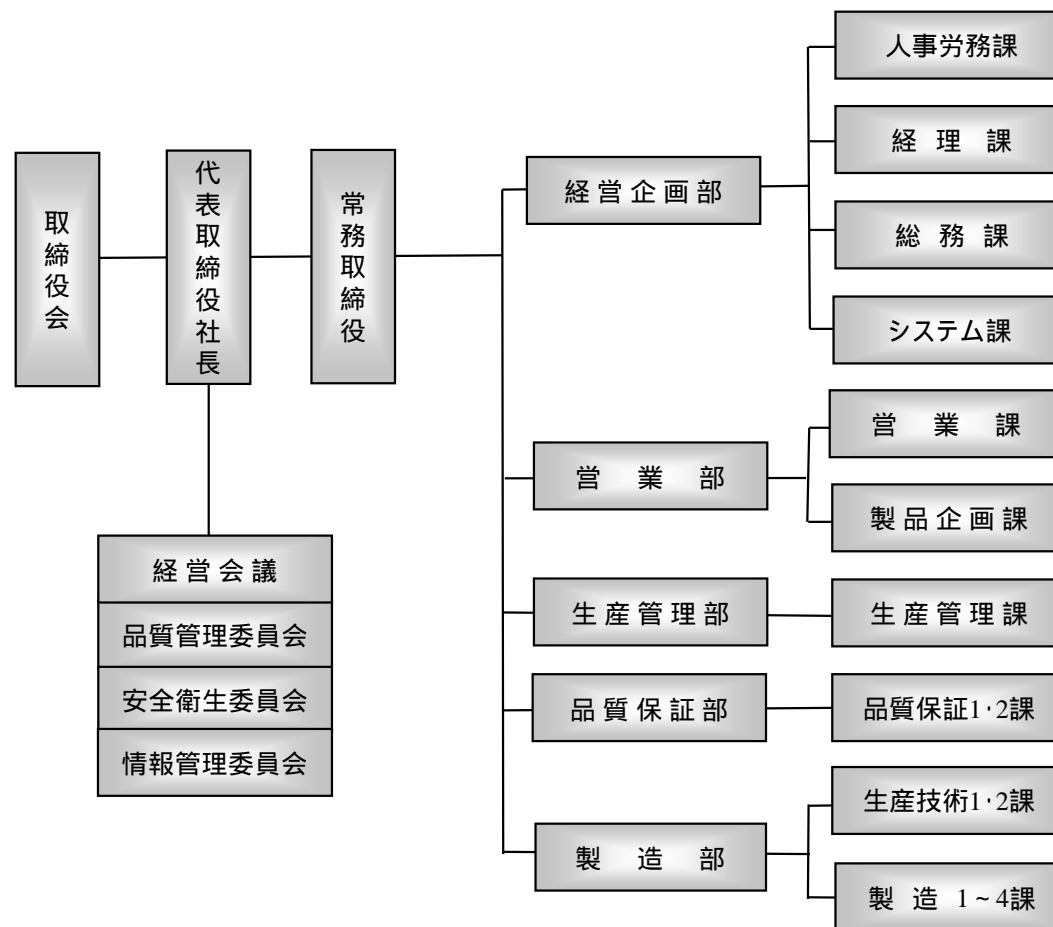 取締役会
代表取締役社長
常務取締役
経営会議
品質管理委員会
安全衛生委員会
情報管理委員会
経営企画部
人事労務課
経理課
総務課
システム課
営業部
営業課
製品企画課
生産管理部
生産管理課
品質保証部
品質保証1·2課
製造部
生産技術1·2課
製造 1~4課